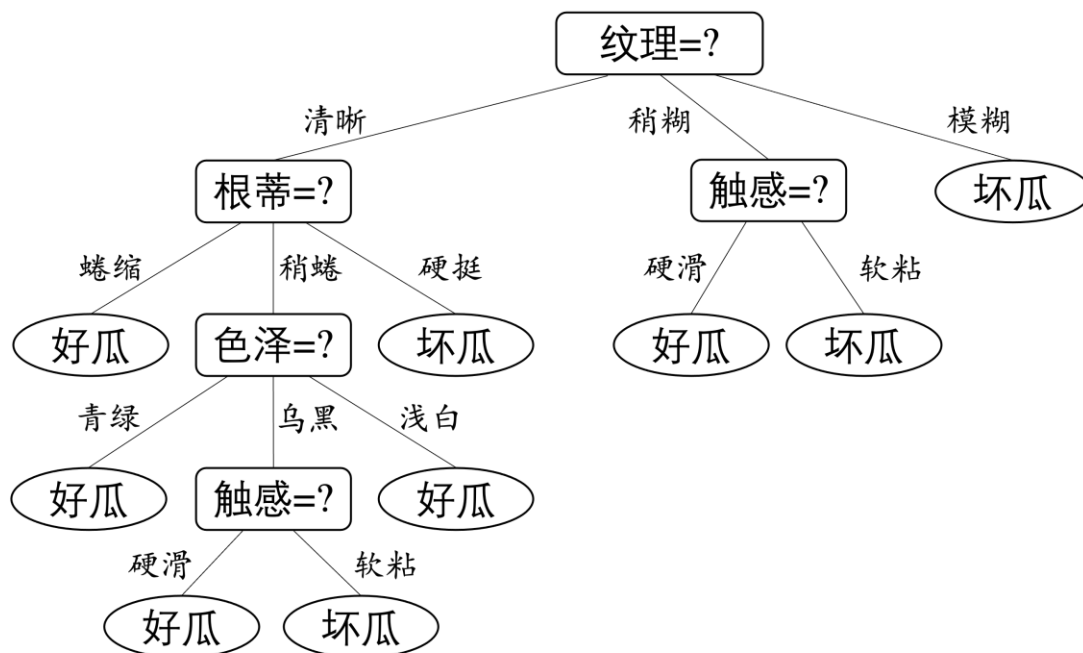 纹理=?
清晰 稍糊 模糊
根蒂=? 触感=? 坏瓜
蜷缩 稍蜷 硬挺 硬滑 软粘
好瓜 色泽=? 坏瓜 好瓜 坏瓜
青绿 乌黑 浅白
好瓜 触感=? 好瓜
硬滑 软粘
好瓜 坏瓜